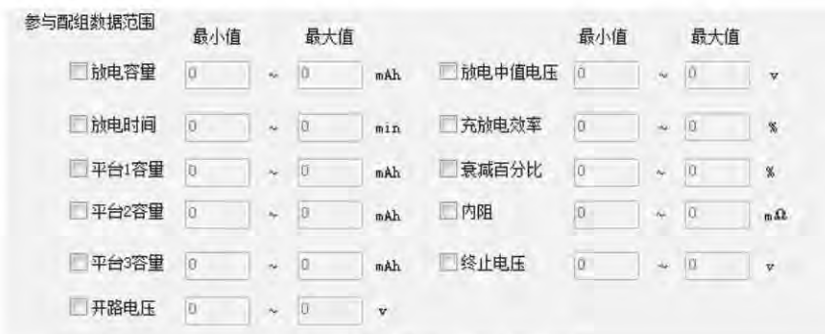 参与配组数据范围
最小值 最大值 最小值 最大值
放电容量 0 ~ 0 mAh 放电中值电压 0 ~ 0 v
放电时间 0 ~ 0 min 充放电效率 0 ~ 0 %
平台1容量 0 ~ 0 mAh 衰减百分比 0 ~ 0 %
平台2容量 0 ~ 0 mAh 内阻 0 ~ 0 mΩ
平台3容量 0 ~ 0 mAh 终止电压 0 ~ 0 v
开路电压 0 ~ 0 v